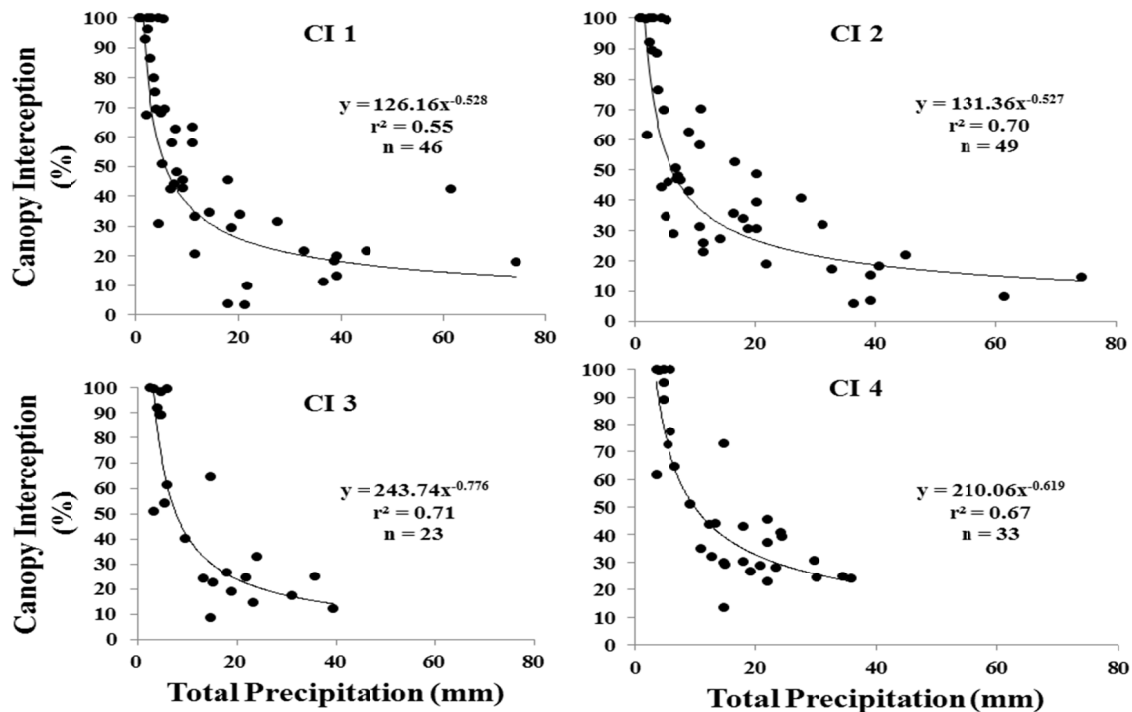 CI 1
y = 126.16x^-0.528
r² = 0.55
n = 46
100
90
80
70
60
50
40
30
20
10
0
0 20 40 60 80
Canopy Interception
(%)
CI 2
y = 131.36x^-0.527
r² = 0.70
n = 49
100
90
80
70
60
50
40
30
20
10
0
0 20 40 60 80
CI 3
y = 243.74x^-0.776
r² = 0.71
n = 23
100
90
80
70
60
50
40
30
20
10
0
0 20 40 60 80
Canopy Interception
(%)
Total Precipitation (mm)
CI 4
y = 210.06x^-0.619
r² = 0.67
n = 33
100
90
80
70
60
50
40
30
20
10
0
0 20 40 60 80
Total Precipitation (mm)